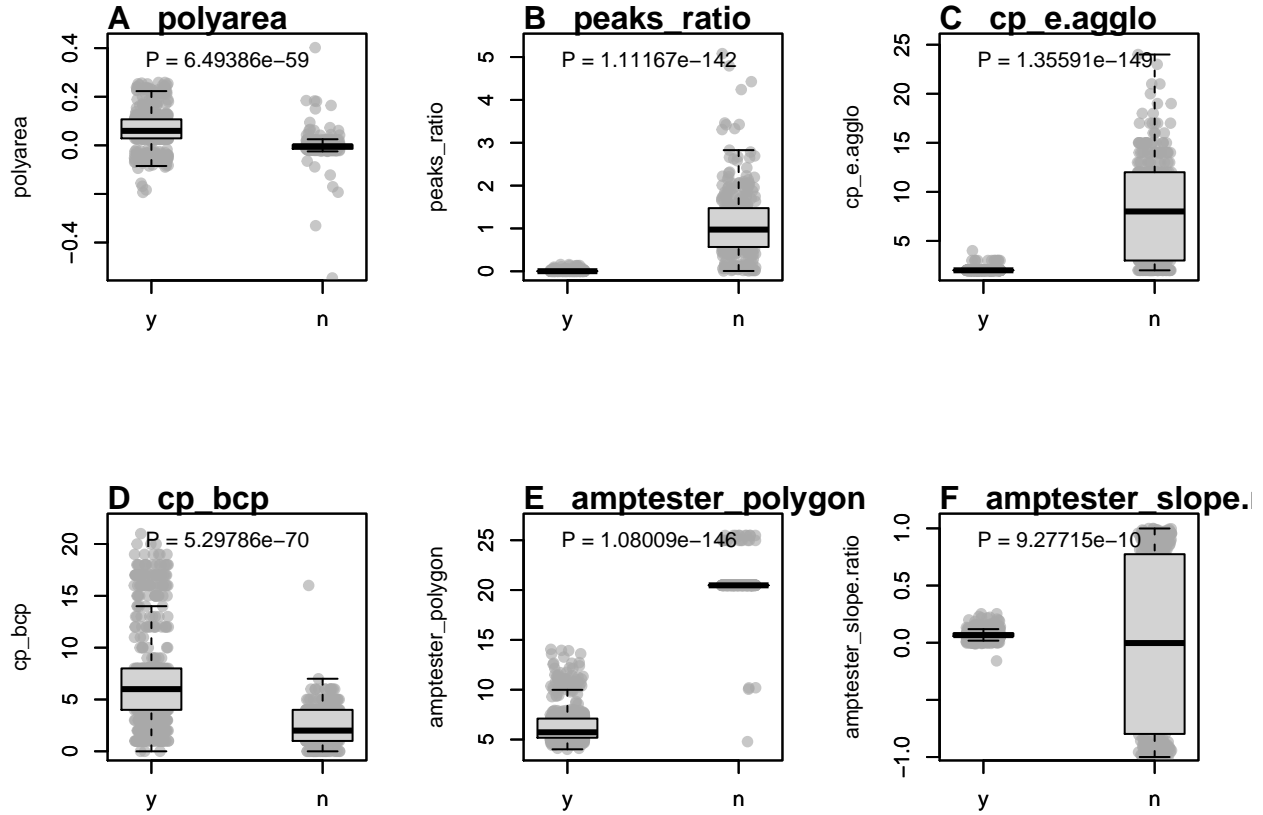 A polyarea
P = 6.49386e−59
polyarea
0.4
0.2
0.0
−0.4
y n
B peaks_ratio
P = 1.11167e−142
peaks_ratio
5
4
3
2
1
0
y n
C cp_e.agglo
P = 1.35591e−149
cp_e.agglo
25
20
15
10
5
y n
D cp_bcp
P = 5.29786e−70
cp_bcp
20
15
10
5
0
y n
E amptester_polygon
P = 1.08009e−146
amptester_polygon
25
20
15
10
5
y n
F amptester_slope.
P = 9.27715e−10
amptester_slope.ratio
1.0
0.5
0.0
−1.0
y n